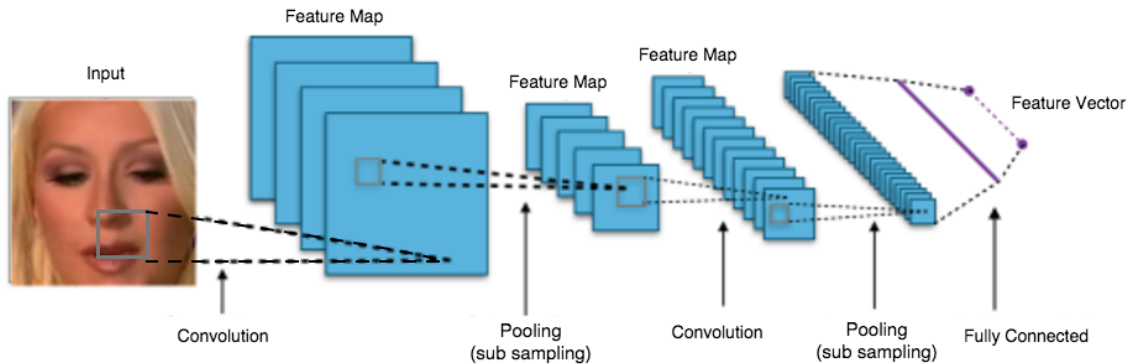 Feature Map
Input
Feature Map
Feature Map
Feature Vector
Convolution
Pooling
(sub sampling)
Convolution
Pooling
(sub sampling)
Fully Connected